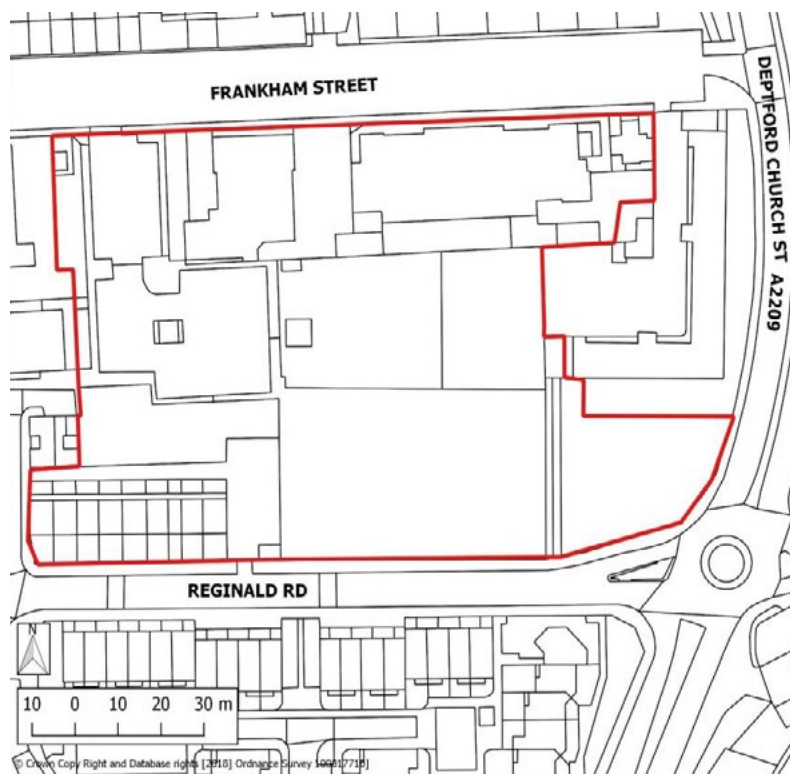 FRANKHAM STREET
DEPTFORD CHURCH ST A2209
REGINALD RD
N
10 0 10 20 30 m
© Crown Copy Right and Database rights [2018] Ordnance Survey